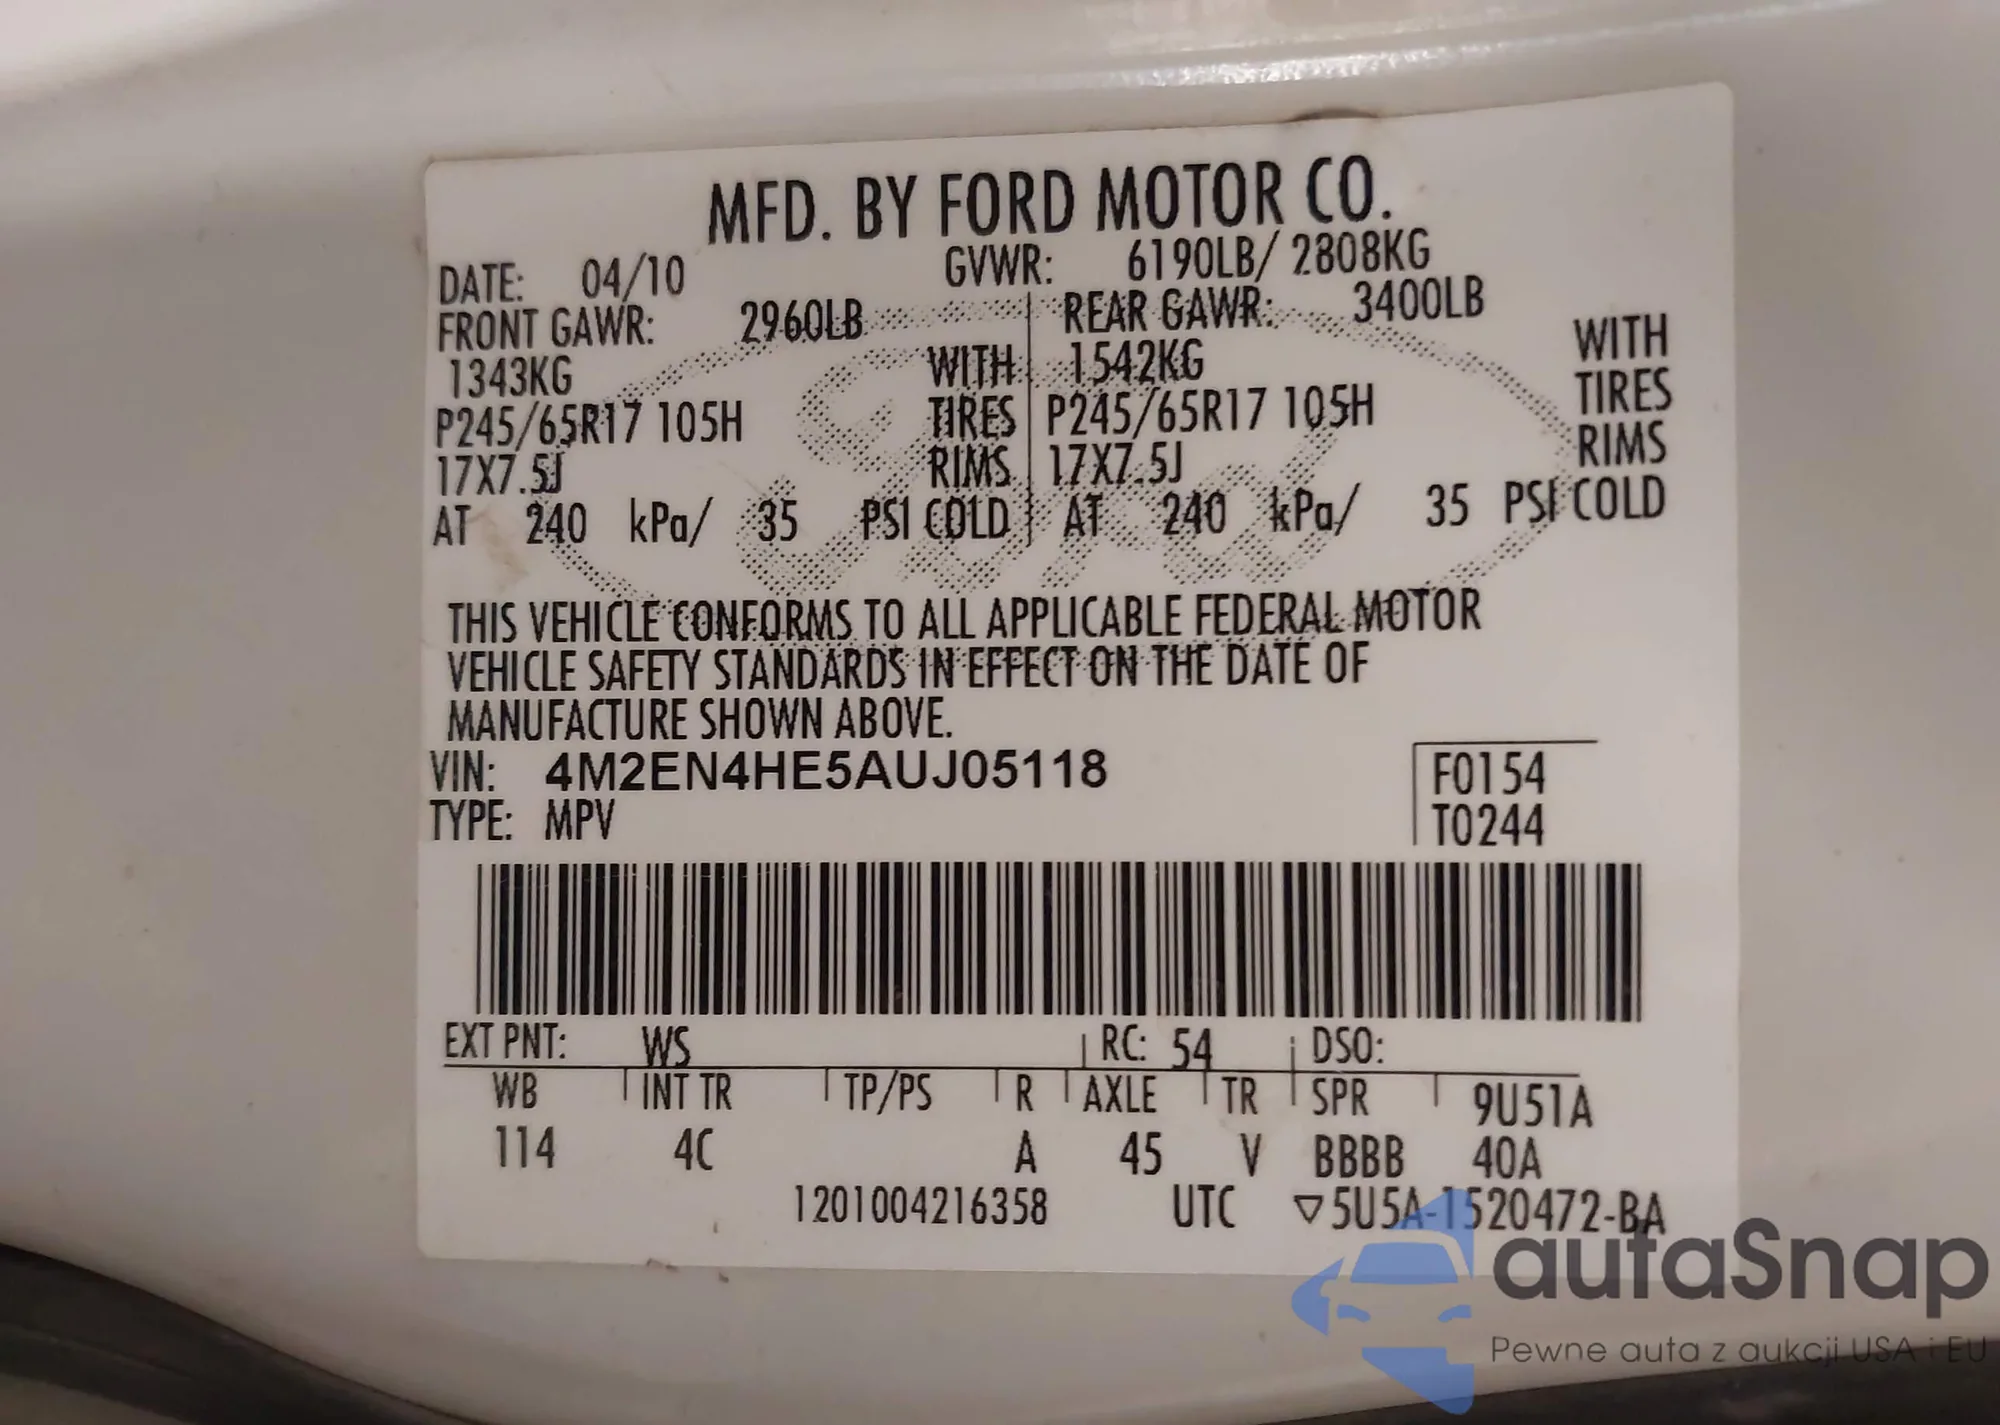 MFD. BY FORD MOTOR CO.
DATE: 04/10 GVWR: 6190LB/ 2808KG
FRONT GAWR: 2960LB REAR GAWR: 3400LB
1343KG WITH 1542KG WITH
P245/65R17 105H TIRES P245/65R17 105H TIRES
17X7.5J RIMS 17X7.5J RIMS
AT 240 kPa/ 35 PSI COLD AT 240 kPa/ 35 PSI COLD
THIS VEHICLE CONFORMS TO ALL APPLICABLE FEDERAL MOTOR
VEHICLE SAFETY STANDARDS IN EFFECT ON THE DATE OF
MANUFACTURE SHOWN ABOVE.
VIN: 4M2EN4HE5AUJ05118 F0154
TYPE: MPV T0244
EXT PNT: WS RC: 54 DSO:
WB INT TR TP/PS R AXLE TR SPR 9U51A
114 4C A 45 V BBBB 40A
1201004216358 UTC ▽5U5A-1520472-BA
autaSnap
Pewne auta z aukcji USA i EU